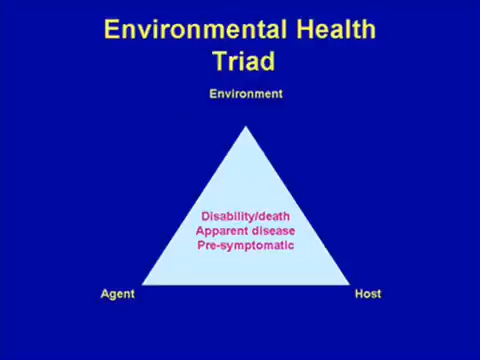 Environmental Health
Triad
Environment
Disability/death
Apparent disease
Pre-symptomatic
Agent
Host